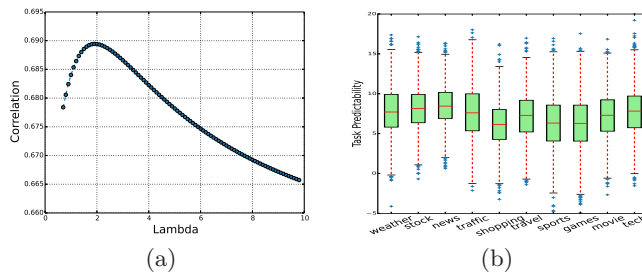 0.695
0.690
0.685
0.680
0.675
0.670
0.665
0.660
0 2 4 6 8 10
Lambda
Correlation
(a)
20
15
10
5
0
−5
Task Predictability
weather stock news traffic shopping travel sports games movie tech
(b)